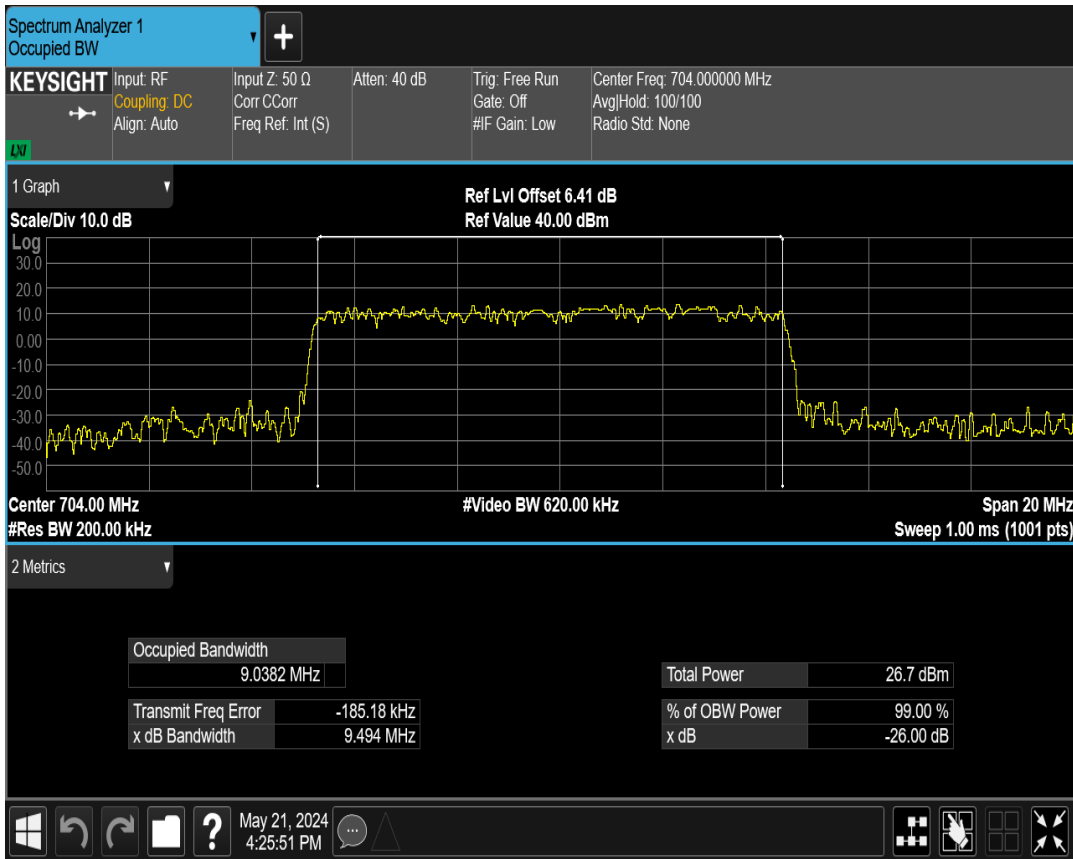 Spectrum Analyzer 1
Occupied BW
KEYSIGHT
LXI
Input: RF
Coupling: DC
Align: Auto
Input Z: 50 Ω
Corr CCorr
Freq Ref: Int (S)
Atten: 40 dB
Trig: Free Run
Gate: Off
#IF Gain: Low
Center Freq: 704.000000 MHz
Avg|Hold: 100/100
Radio Std: None
1 Graph
Scale/Div 10.0 dB
Ref Lvl Offset 6.41 dB
Ref Value 40.00 dBm
Log
30.0
20.0
10.0
0.00
-10.0
-20.0
-30.0
-40.0
-50.0
Center 704.00 MHz
#Video BW 620.00 kHz
Span 20 MHz
#Res BW 200.00 kHz
Sweep 1.00 ms (1001 pts)
2 Metrics
Occupied Bandwidth
9.0382 MHz
Total Power 26.7 dBm
Transmit Freq Error -185.18 kHz
% of OBW Power 99.00 %
x dB Bandwidth 9.494 MHz
x dB -26.00 dB
May 21, 2024
4:25:51 PM